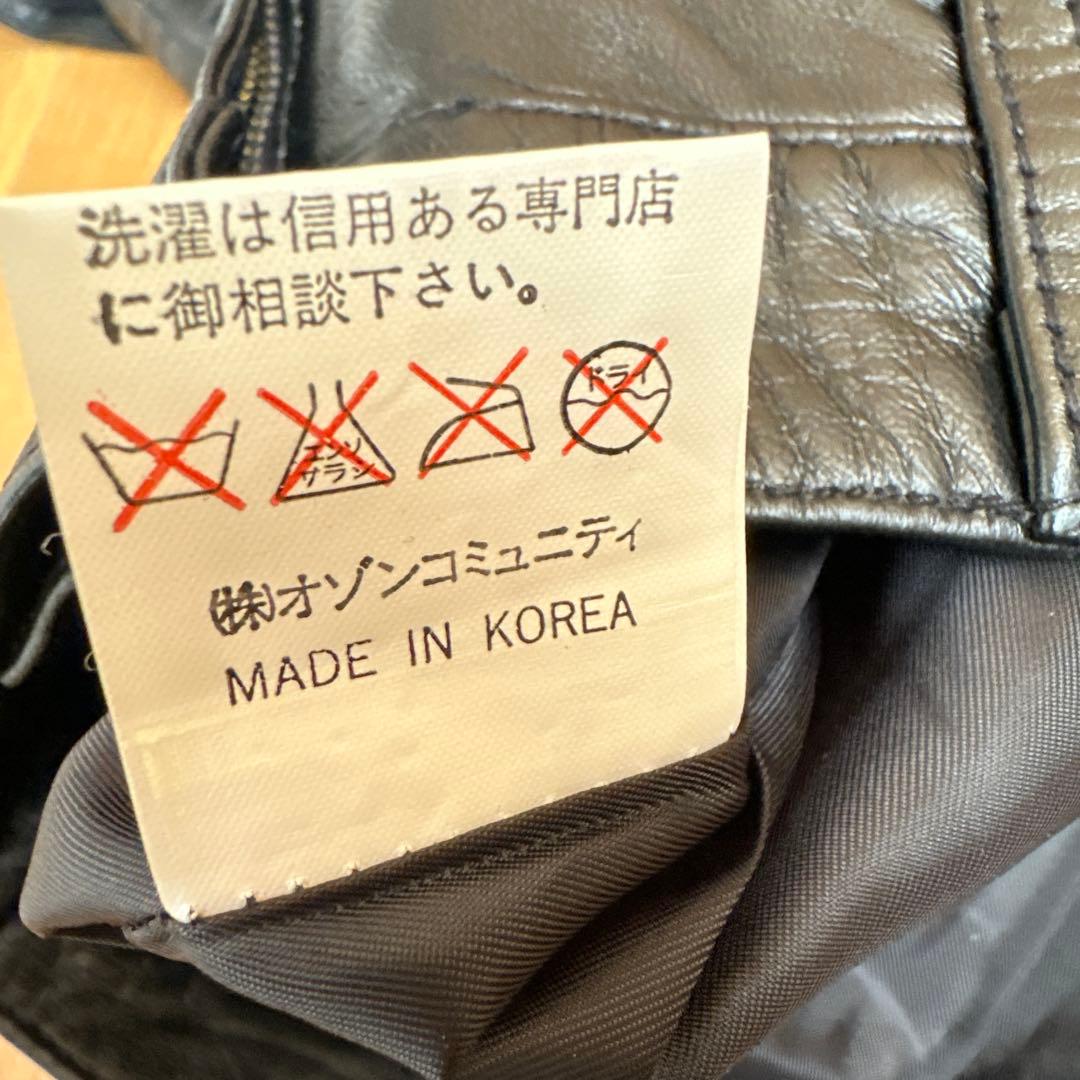 洗濯は信用ある専門店
に御相談下さい。
エンソ
サラシ
ドライ
㈱オゾンコミュニティ
MADE IN KOREA